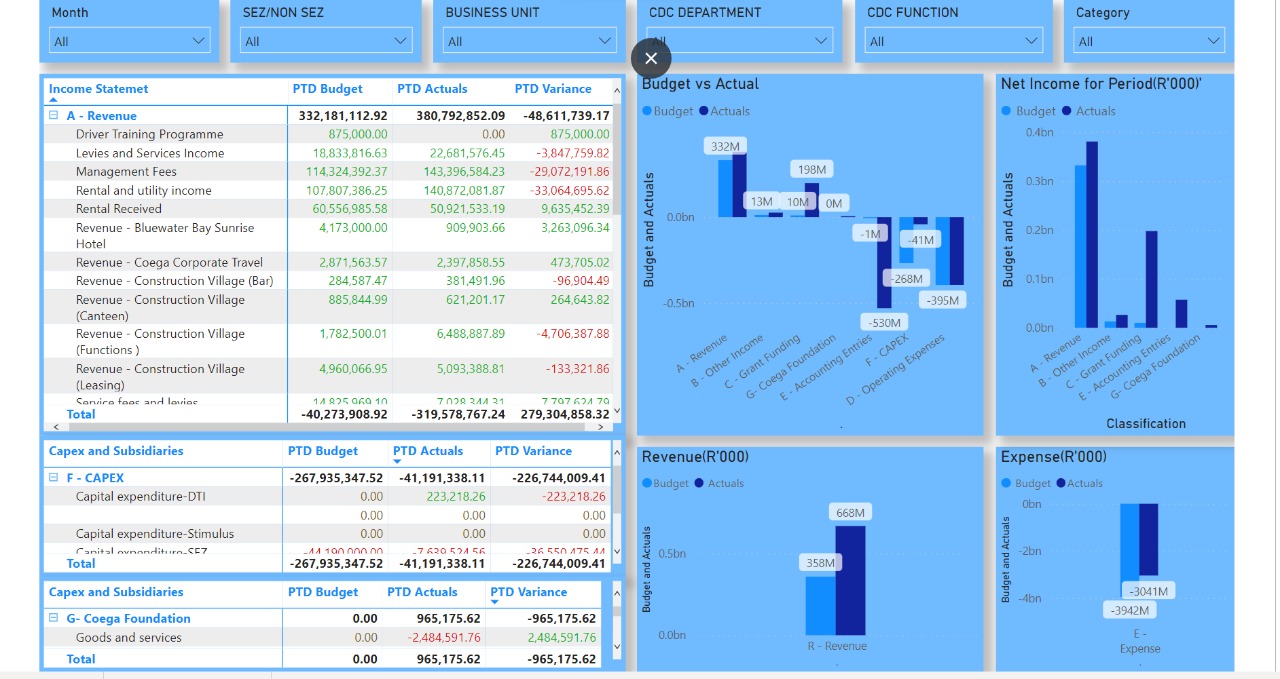 Month
SEZ/NON SEZ
BUSINESS UNIT
CDC DEPARTMENT
CDC FUNCTION
Category
All
All
All
All
All
All
Income Statemet PTD Budget PTD Actuals PTD Variance
A - Revenue 332,181,112.92 380,792,852.09 -48,611,739.17
Driver Training Programme 875,000.00 0.00 875,000.00
Levies and Services Income 18,833,816.63 22,681,576.45 -3,847,759.82
Management Fees 114,324,392.37 143,396,584.23 -29,072,191.86
Rental and utility income 107,807,386.25 140,872,081.87 -33,064,695.62
Rental Received 60,556,985.58 50,921,533.19 9,635,452.39
Revenue - Bluewater Bay Sunrise 4,173,000.00 909,903.66 3,263,096.34
Hotel
Revenue - Coega Corporate Travel 2,871,563.57 2,397,858.55 473,705.02
Revenue - Construction Village (Bar) 284,587.47 381,491.96 -96,904.49
Revenue - Construction Village 885,844.99 621,201.17 264,643.82
(Canteen)
Revenue - Construction Village 1,782,500.01 6,488,887.89 -4,706,387.88
(Functions )
Revenue - Construction Village 4,960,066.95 5,093,388.81 -133,321.86
(Leasing)
Service fees and levies 14,825,969.10 7,028,344.31 7,797,624.79
Total -40,273,908.92 -319,578,767.24 279,304,858.32
Capex and Subsidiaries PTD Budget PTD Actuals PTD Variance
F - CAPEX -267,935,347.52 -41,191,338.11 -226,744,009.41
Capital expenditure-DTI 0.00 223,218.26 -223,218.26
0.00 0.00 0.00
Capital expenditure-Stimulus 0.00 0.00 0.00
Capital expenditure-SEZ -44,190,000.00 -7,639,524.56 -36,550,475.44
Total -267,935,347.52 -41,191,338.11 -226,744,009.41
Capex and Subsidiaries PTD Budget PTD Actuals PTD Variance
G- Coega Foundation 0.00 965,175.62 -965,175.62
Goods and services 0.00 -2,484,591.76 2,484,591.76
Total 0.00 965,175.62 -965,175.62
Budget vs Actual
Budget Actuals
Budget and Actuals
0.0bn
-0.5bn
332M
13M
10M
198M
0M
-1M
-530M
-268M
-41M
-395M
A - Revenue
B - Other Income
C - Grant Funding
G- Coega Foundation
E - Accounting Entries
F - CAPEX
D - Operating Expenses
Net Income for Period(R'000)'
Budget Actuals
Budget and Actuals
0.4bn
0.3bn
0.2bn
0.1bn
0.0bn
A - Revenue
B - Other Income
C - Grant Funding
E - Accounting Entries
G- Coega Foundation
Classification
Revenue(R'000)
Budget Actuals
Budget and Actuals
0.5bn
0.0bn
358M
668M
R - Revenue
Expense(R'000)
Budget Actuals
Budget and Actuals
0bn
-2bn
-4bn
-3041M
-3942M
E -
Expense